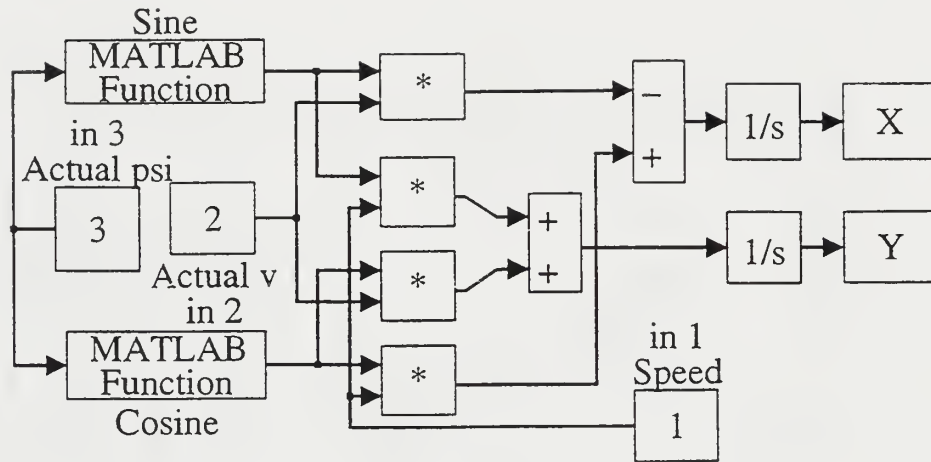 Sine
MATLAB
Function
*
−
+
1/s
X
in 3
Actual psi
3
2
*
+
+
1/s
Y
Actual v
in 2
*
MATLAB
Function
Cosine
*
in 1
Speed
1